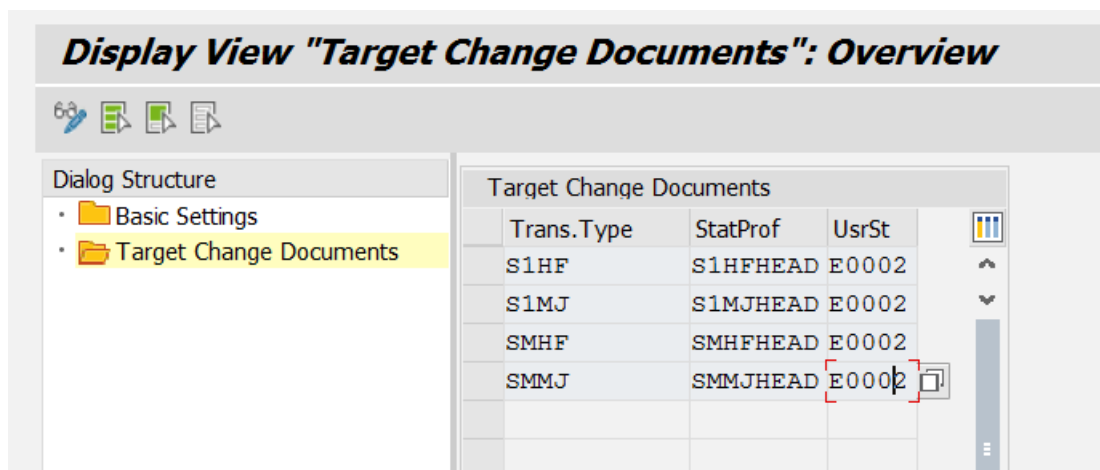 Display View "Target Change Documents": Overview
Dialog Structure
Basic Settings
Target Change Documents
Target Change Documents
Trans.Type StatProf UsrSt
S1HF S1HFHEAD E0002
S1MJ S1MJHEAD E0002
SMHF SMHFHEAD E0002
SMMJ SMMJHEAD E0002